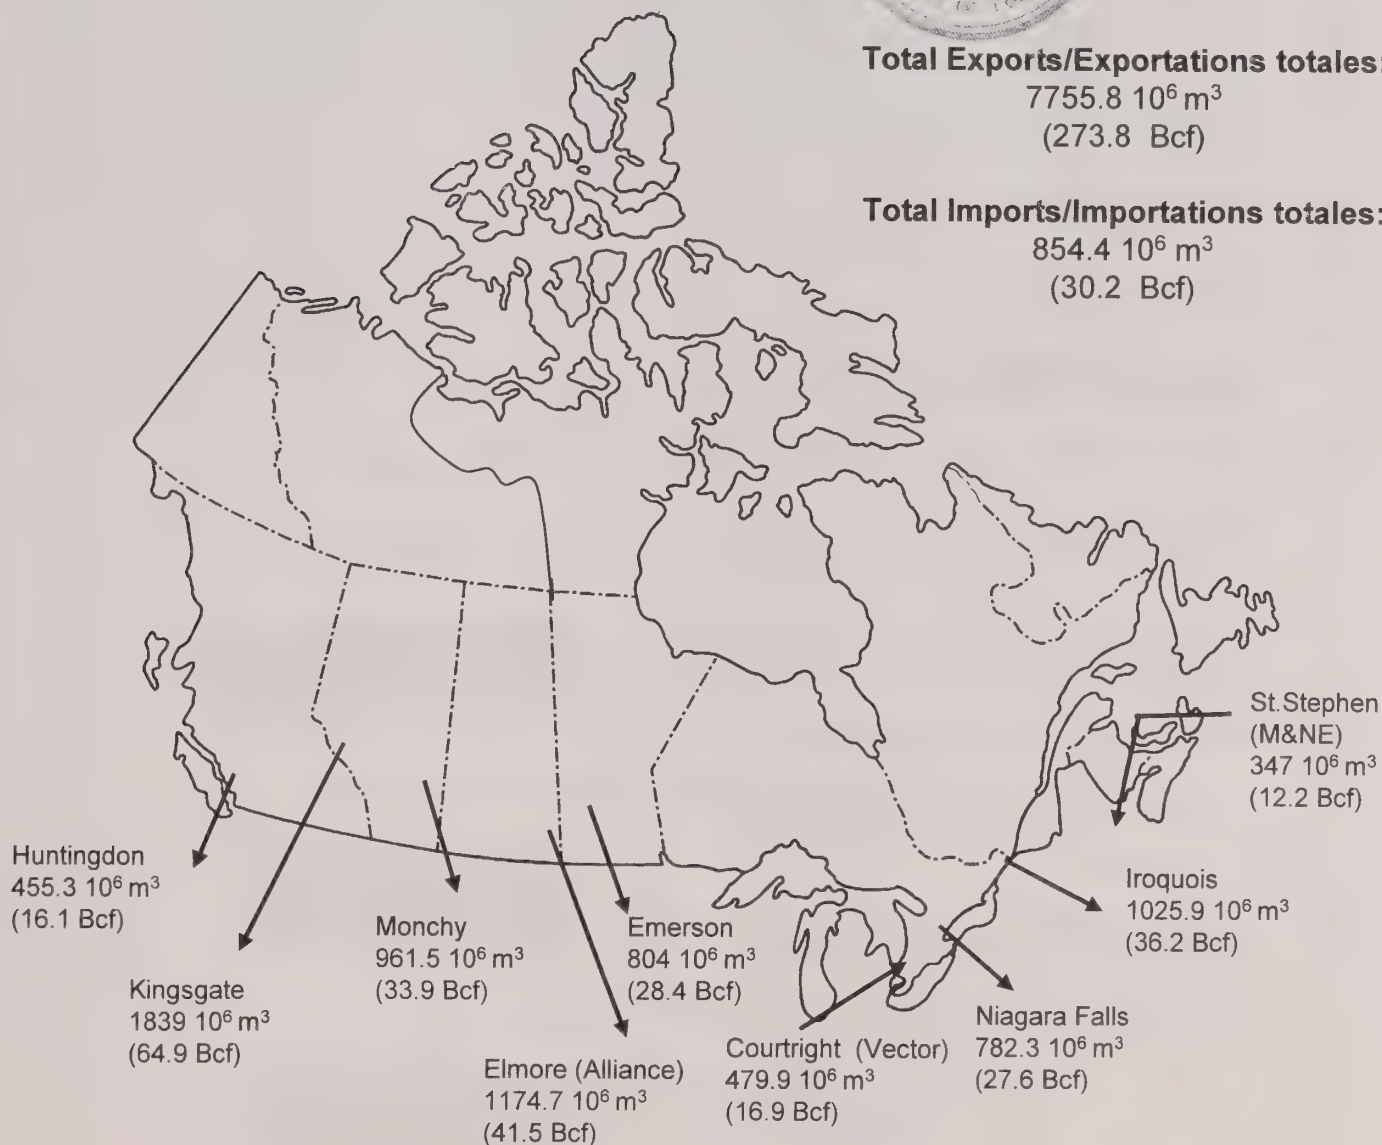 Total Exports/Exportations totales:
7755.8 10⁶ m³
(273.8 Bcf)
Total Imports/Importations totales:
854.4 10⁶ m³
(30.2 Bcf)
St.Stephen
(M&NE)
347 10⁶ m³
(12.2 Bcf)
Huntingdon
455.3 10⁶ m³
(16.1 Bcf)
Kingsgate
1839 10⁶ m³
(64.9 Bcf)
Monchy
961.5 10⁶ m³
(33.9 Bcf)
Elmore (Alliance)
1174.7 10⁶ m³
(41.5 Bcf)
Emerson
804 10⁶ m³
(28.4 Bcf)
Courtright (Vector)
479.9 10⁶ m³
(16.9 Bcf)
Niagara Falls
782.3 10⁶ m³
(27.6 Bcf)
Iroquois
1025.9 10⁶ m³
(36.2 Bcf)